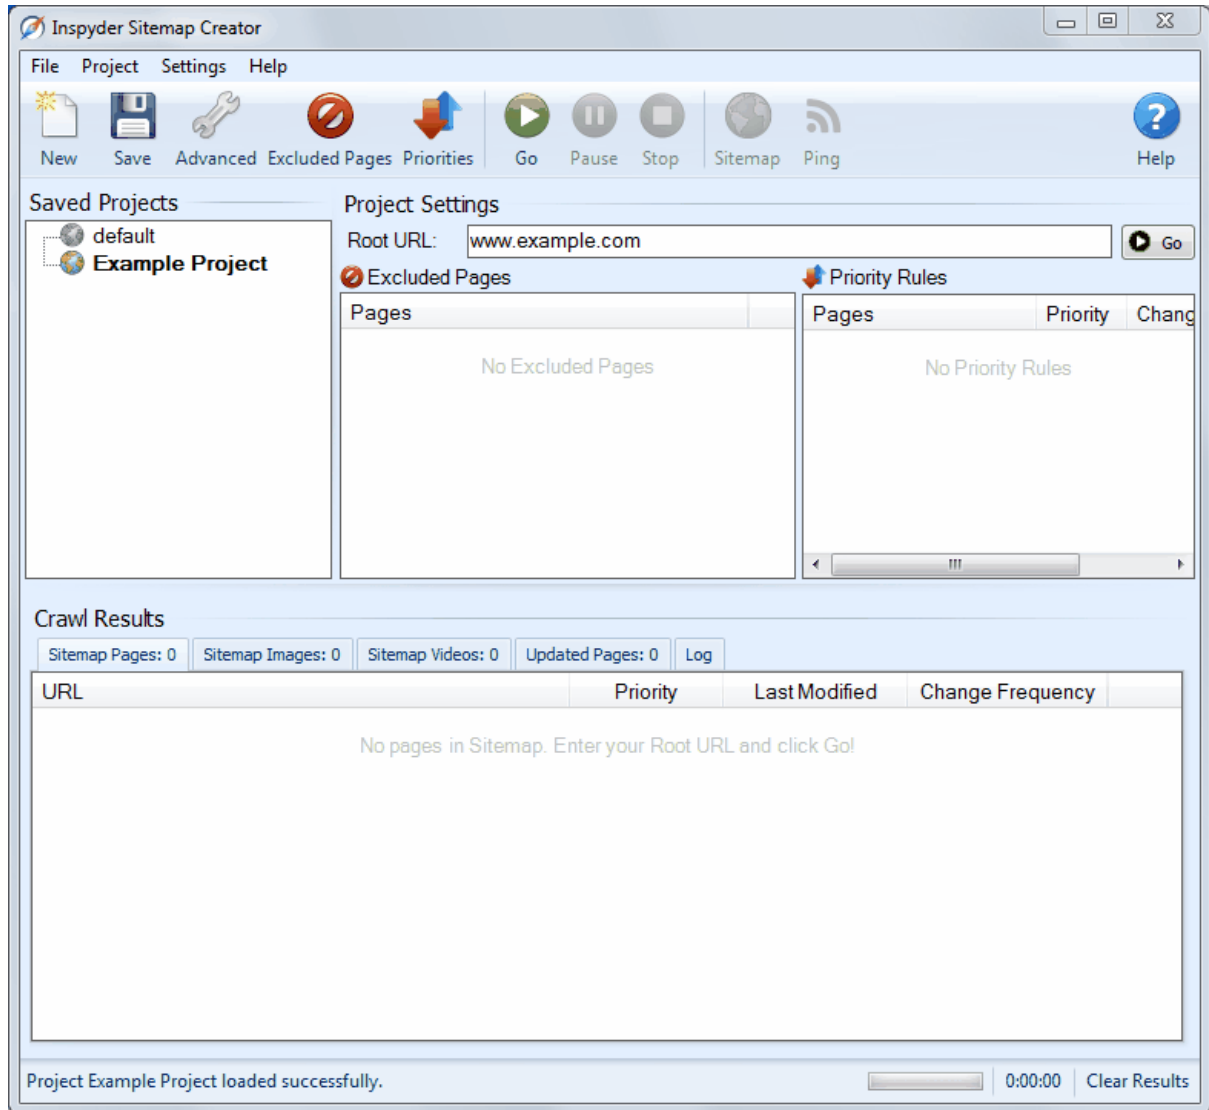 Inspyder Sitemap Creator
File Project Settings Help
New Save Advanced Excluded Pages Priorities Go Pause Stop Sitemap Ping Help
Saved Projects
default
Example Project
Project Settings
Root URL: www.example.com Go
Excluded Pages
Pages
No Excluded Pages
Priority Rules
Pages Priority Chang
No Priority Rules
Crawl Results
Sitemap Pages: 0 Sitemap Images: 0 Sitemap Videos: 0 Updated Pages: 0 Log
URL Priority Last Modified Change Frequency
No pages in Sitemap. Enter your Root URL and click Go!
Project Example Project loaded successfully. 0:00:00 Clear Results